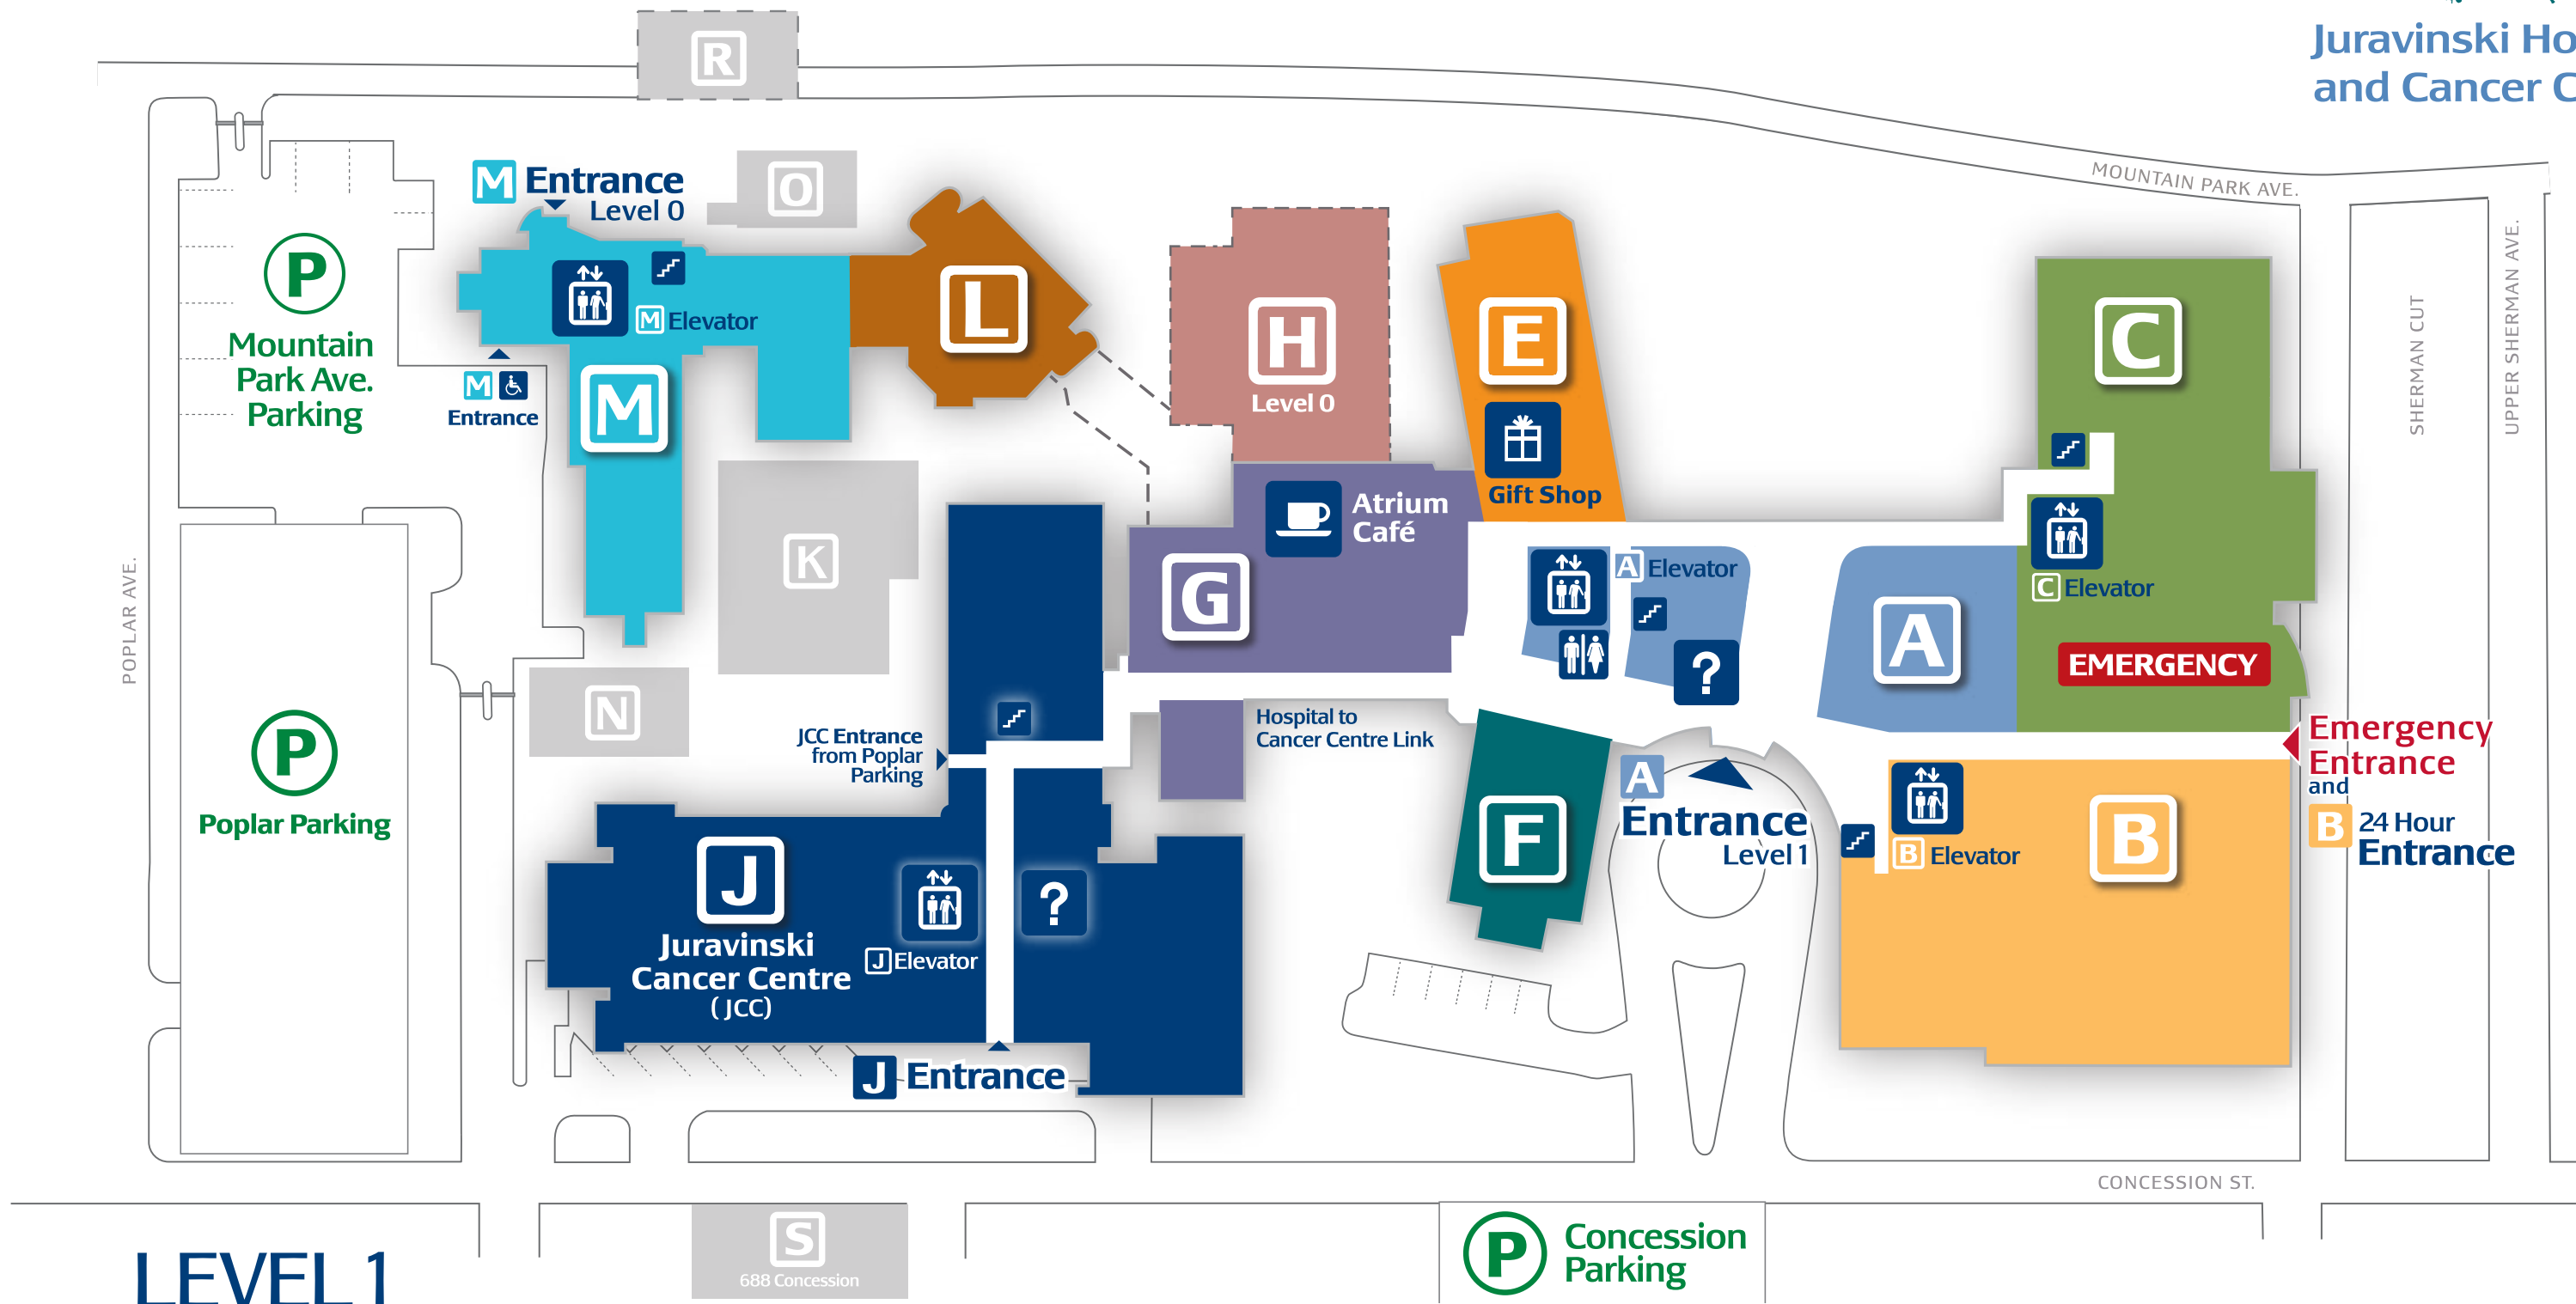 Juravinski Ho
and Cancer C
R
MOUNTAIN PARK AVE.
O
M Entrance
Level 0
P
Mountain
Park Ave.
Parking
M Elevator
M
Entrance
M
L
H
Level 0
E
Gift Shop
C
SHERMAN CUT
UPPER SHERMAN AVE.
Atrium
Café
G
K
A Elevator
?
A
C Elevator
EMERGENCY
POPLAR AVE.
N
P
Poplar Parking
JCC Entrance
from Poplar
Parking
Hospital to
Cancer Centre Link
Emergency
Entrance
and
B 24 Hour
Entrance
F
A
Entrance
Level 1
B Elevator
B
J
Juravinski
Cancer Centre
( JCC)
J Elevator
?
J Entrance
CONCESSION ST.
S
688 Concession
P
Concession
Parking
LEVEL 1